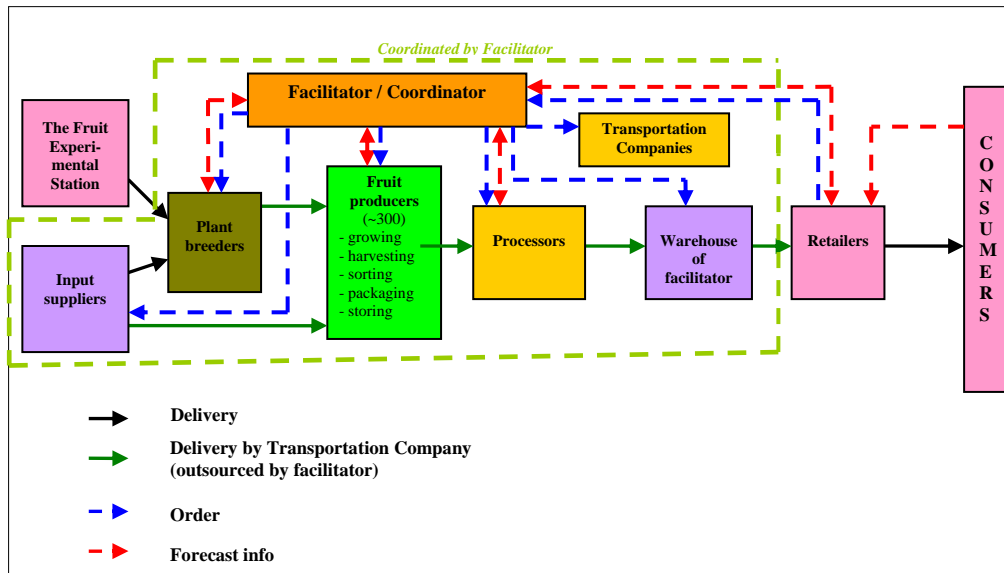 Coordinated by Facilitator
Facilitator / Coordinator
The Fruit
Experi-
mental
Station
Transportation
Companies
Plant
breeders
Fruit
producers
(~300)
- growing
- harvesting
- sorting
- packaging
- storing
Processors
Warehouse
of
facilitator
Retailers
Input
suppliers
C
O
N
S
U
M
E
R
S
Delivery
Delivery by Transportation Company
(outsourced by facilitator)
Order
Forecast info